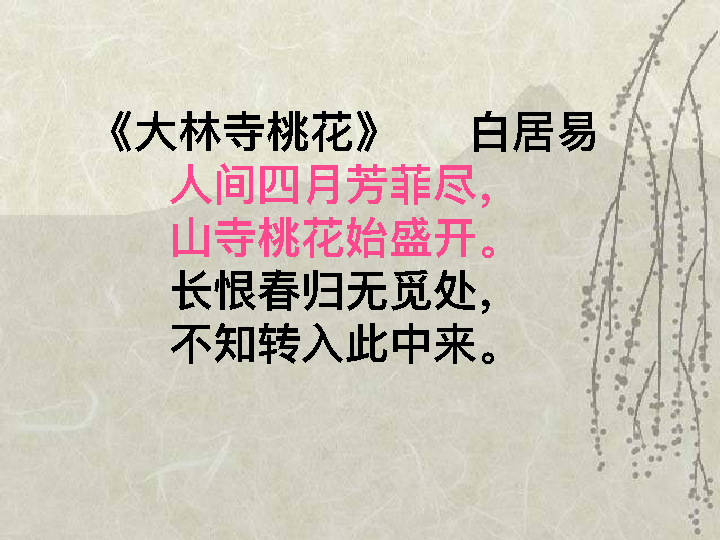 《大林寺桃花》 白居易
人间四月芳菲尽，
山寺桃花始盛开。
长恨春归无觅处，
不知转入此中来。